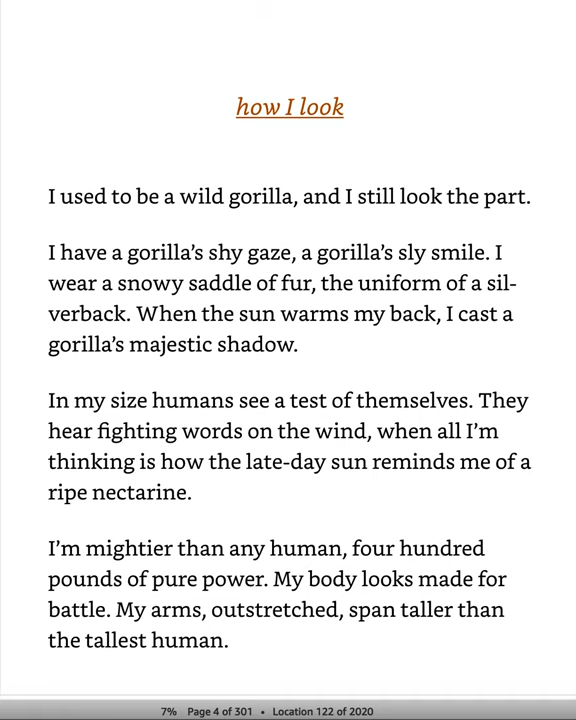 how I look
I used to be a wild gorilla, and I still look the part.
I have a gorilla’s shy gaze, a gorilla’s sly smile. I
wear a snowy saddle of fur, the uniform of a sil-
verback. When the sun warms my back, I cast a
gorilla’s majestic shadow.
In my size humans see a test of themselves. They
hear fighting words on the wind, when all I’m
thinking is how the late-day sun reminds me of a
ripe nectarine.
I’m mightier than any human, four hundred
pounds of pure power. My body looks made for
battle. My arms, outstretched, span taller than
the tallest human.
7% Page 4 of 301 • Location 122 of 2020